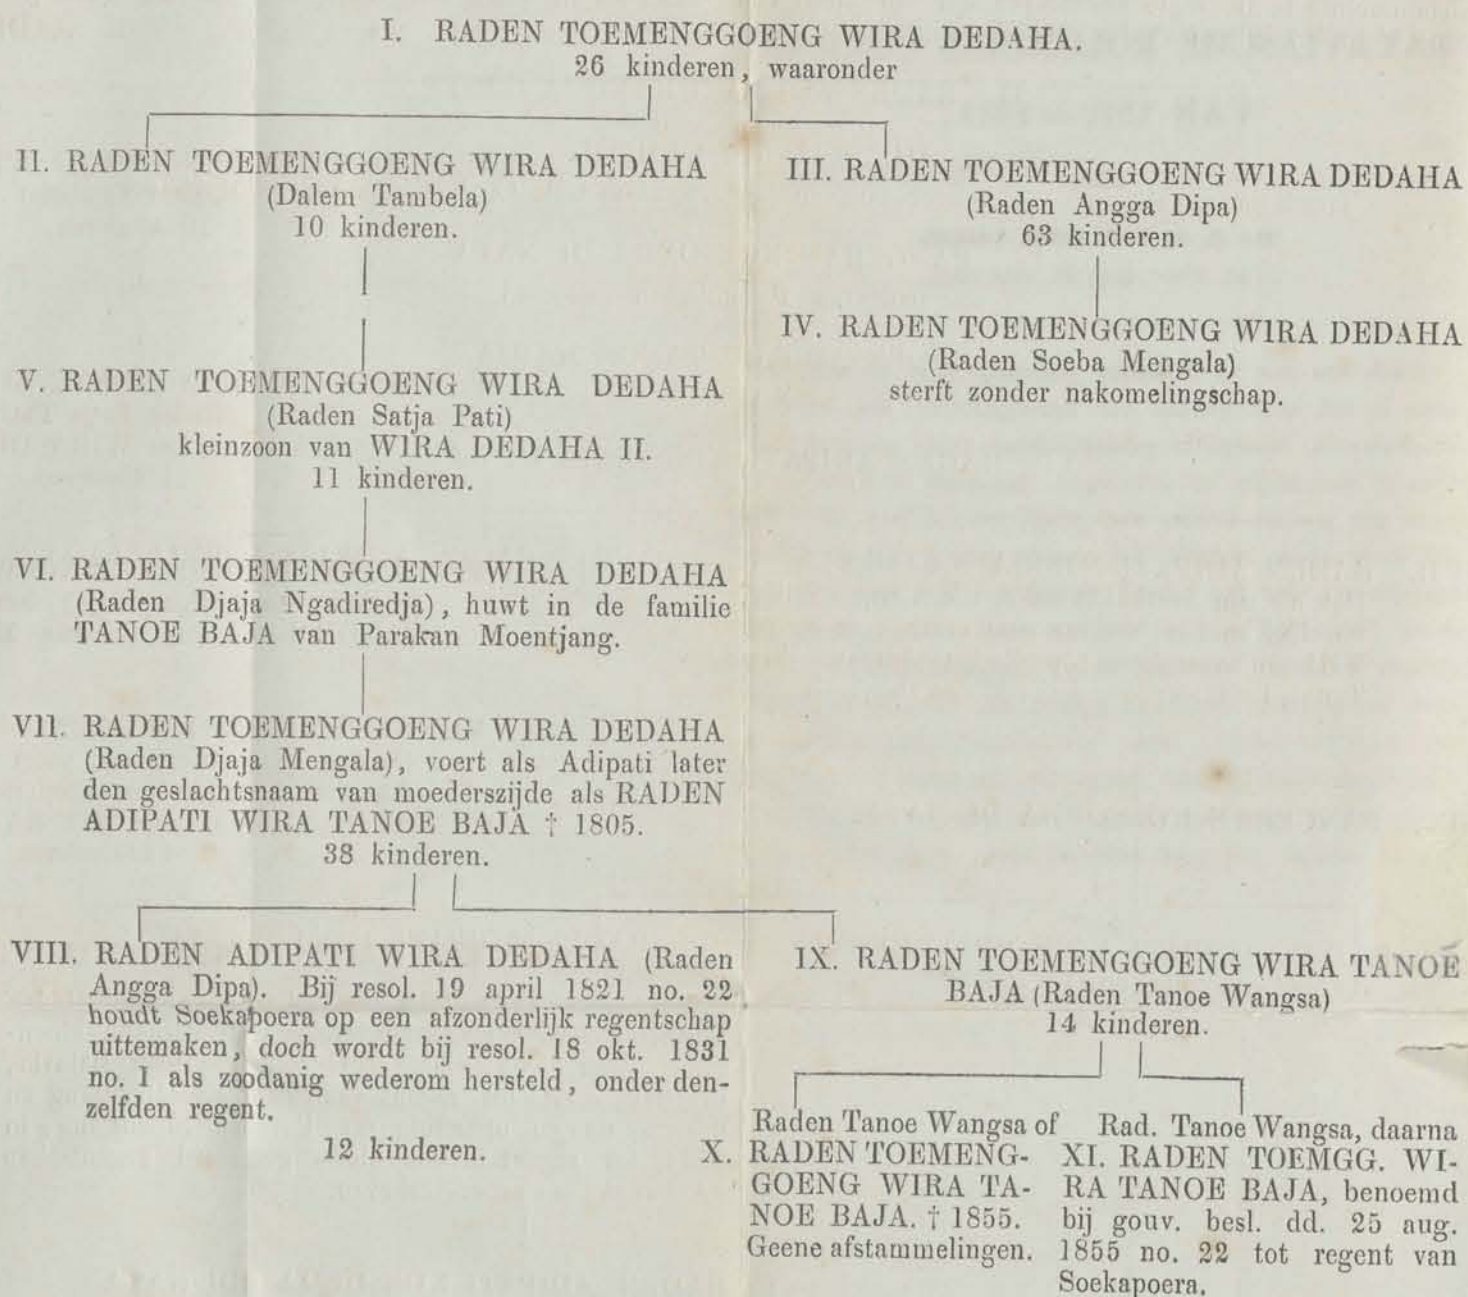 I. RADEN TOEMENGGOENG WIRA DEDAHA.
26 kinderen, waaronder
II. RADEN TOEMENGGOENG WIRA DEDAHA
(Dalem Tambela)
10 kinderen.
III. RADEN TOEMENGGOENG WIRA DEDAHA
(Raden Angga Dipa)
63 kinderen.
IV. RADEN TOEMENGGOENG WIRA DEDAHA
(Raden Soeba Mengala)
sterft zonder nakomelingschap.
V. RADEN TOEMENGGOENG WIRA DEDAHA
(Raden Satja Pati)
kleinzoon van WIRA DEDAHA II.
11 kinderen.
VI. RADEN TOEMENGGOENG WIRA DEDAHA
(Raden Djaja Ngadiredja), huwt in de familie
TANOE BAJA van Parakan Moentjang.
VII. RADEN TOEMENGGOENG WIRA DEDAHA
(Raden Djaja Mengala), voert als Adipati later
den geslachtsnaam van moederszijde als RADEN
ADIPATI WIRA TANOE BAJA † 1805.
38 kinderen.
VIII. RADEN ADIPATI WIRA DEDAHA (Raden
Angga Dipa). Bij resol. 19 april 1821 no. 22
houdt Soekapoera op een afzonderlijk regentschap
uittemaken, doch wordt bij resol. 18 okt. 1831
no. 1 als zoodanig wederom hersteld, onder den-
zelfden regent.
12 kinderen.
IX. RADEN TOEMENGGOENG WIRA TANOE
BAJA (Raden Tanoe Wangsa)
14 kinderen.
Raden Tanoe Wangsa of
X. RADEN TOEMENG-
GOENG WIRA TA-
NOE BAJA. † 1855.
Geene afstammelingen.
Rad. Tanoe Wangsa, daarna
XI. RADEN TOEMGG. WI-
RA TANOE BAJA, benoemd
bij gouv. besl. dd. 25 aug.
1855 no. 22 tot regent van
Soekapoera.